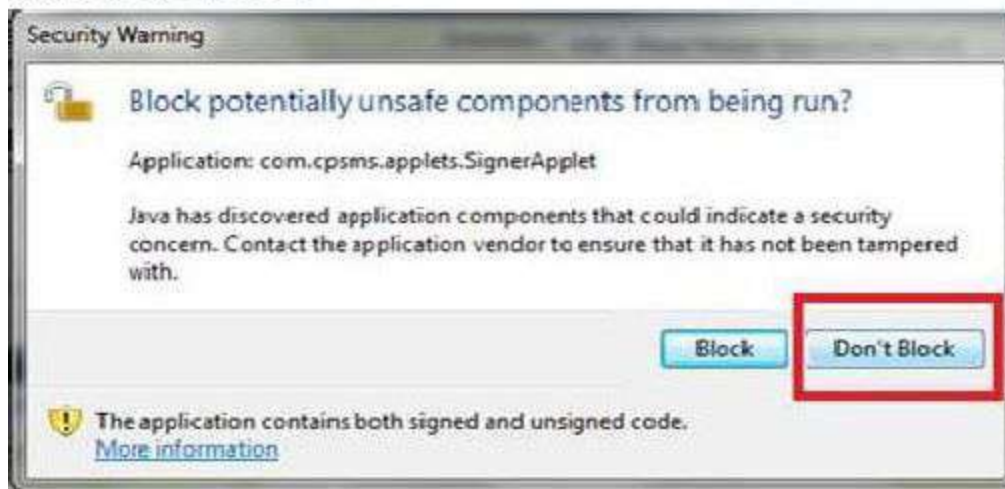 Security Warning
Block potentially unsafe components from being run?
Application: com.cpsms.applets.SignerApplet
Java has discovered application components that could indicate a security
concern. Contact the application vendor to ensure that it has not been tampered
with.
Block
Don't Block
The application contains both signed and unsigned code.
More information